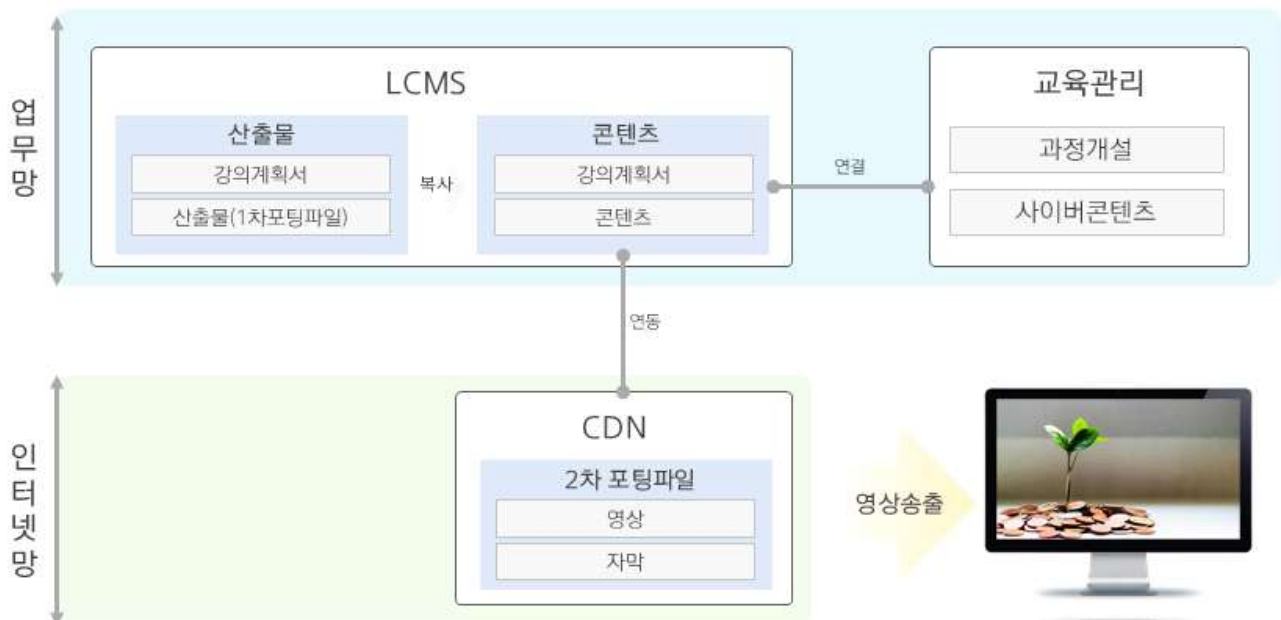 업무망
LCMS
교육관리
산출물
콘텐츠
강의계획서
산출물(1차포팅파일)
복사
강의계획서
콘텐츠
연결
과정개설
사이버콘텐츠
연동
인터넷망
CDN
2차 포팅파일
영상
자막
영상송출